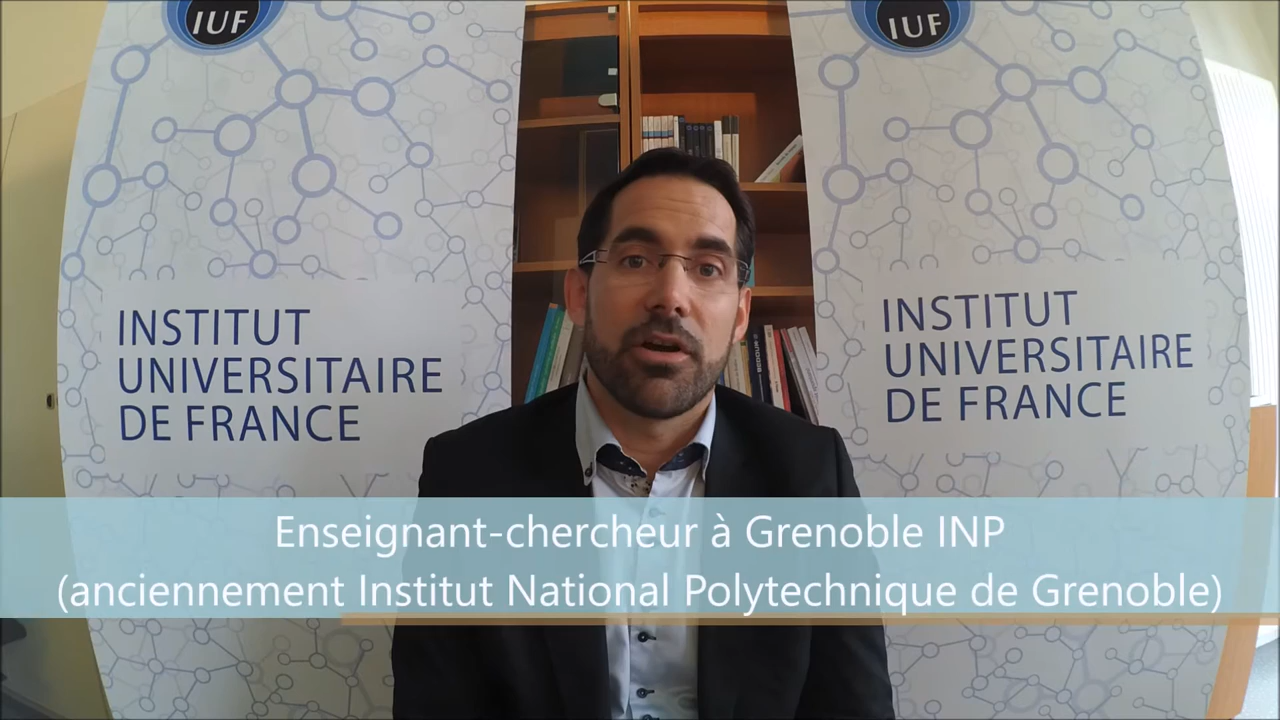 IUF
IUF
INSTITUT
UNIVERSITAIRE
DE FRANCE
INSTITUT
UNIVERSITAIRE
DE FRANCE
Enseignant-chercheur à Grenoble INP
(anciennement Institut National Polytechnique de Grenoble)